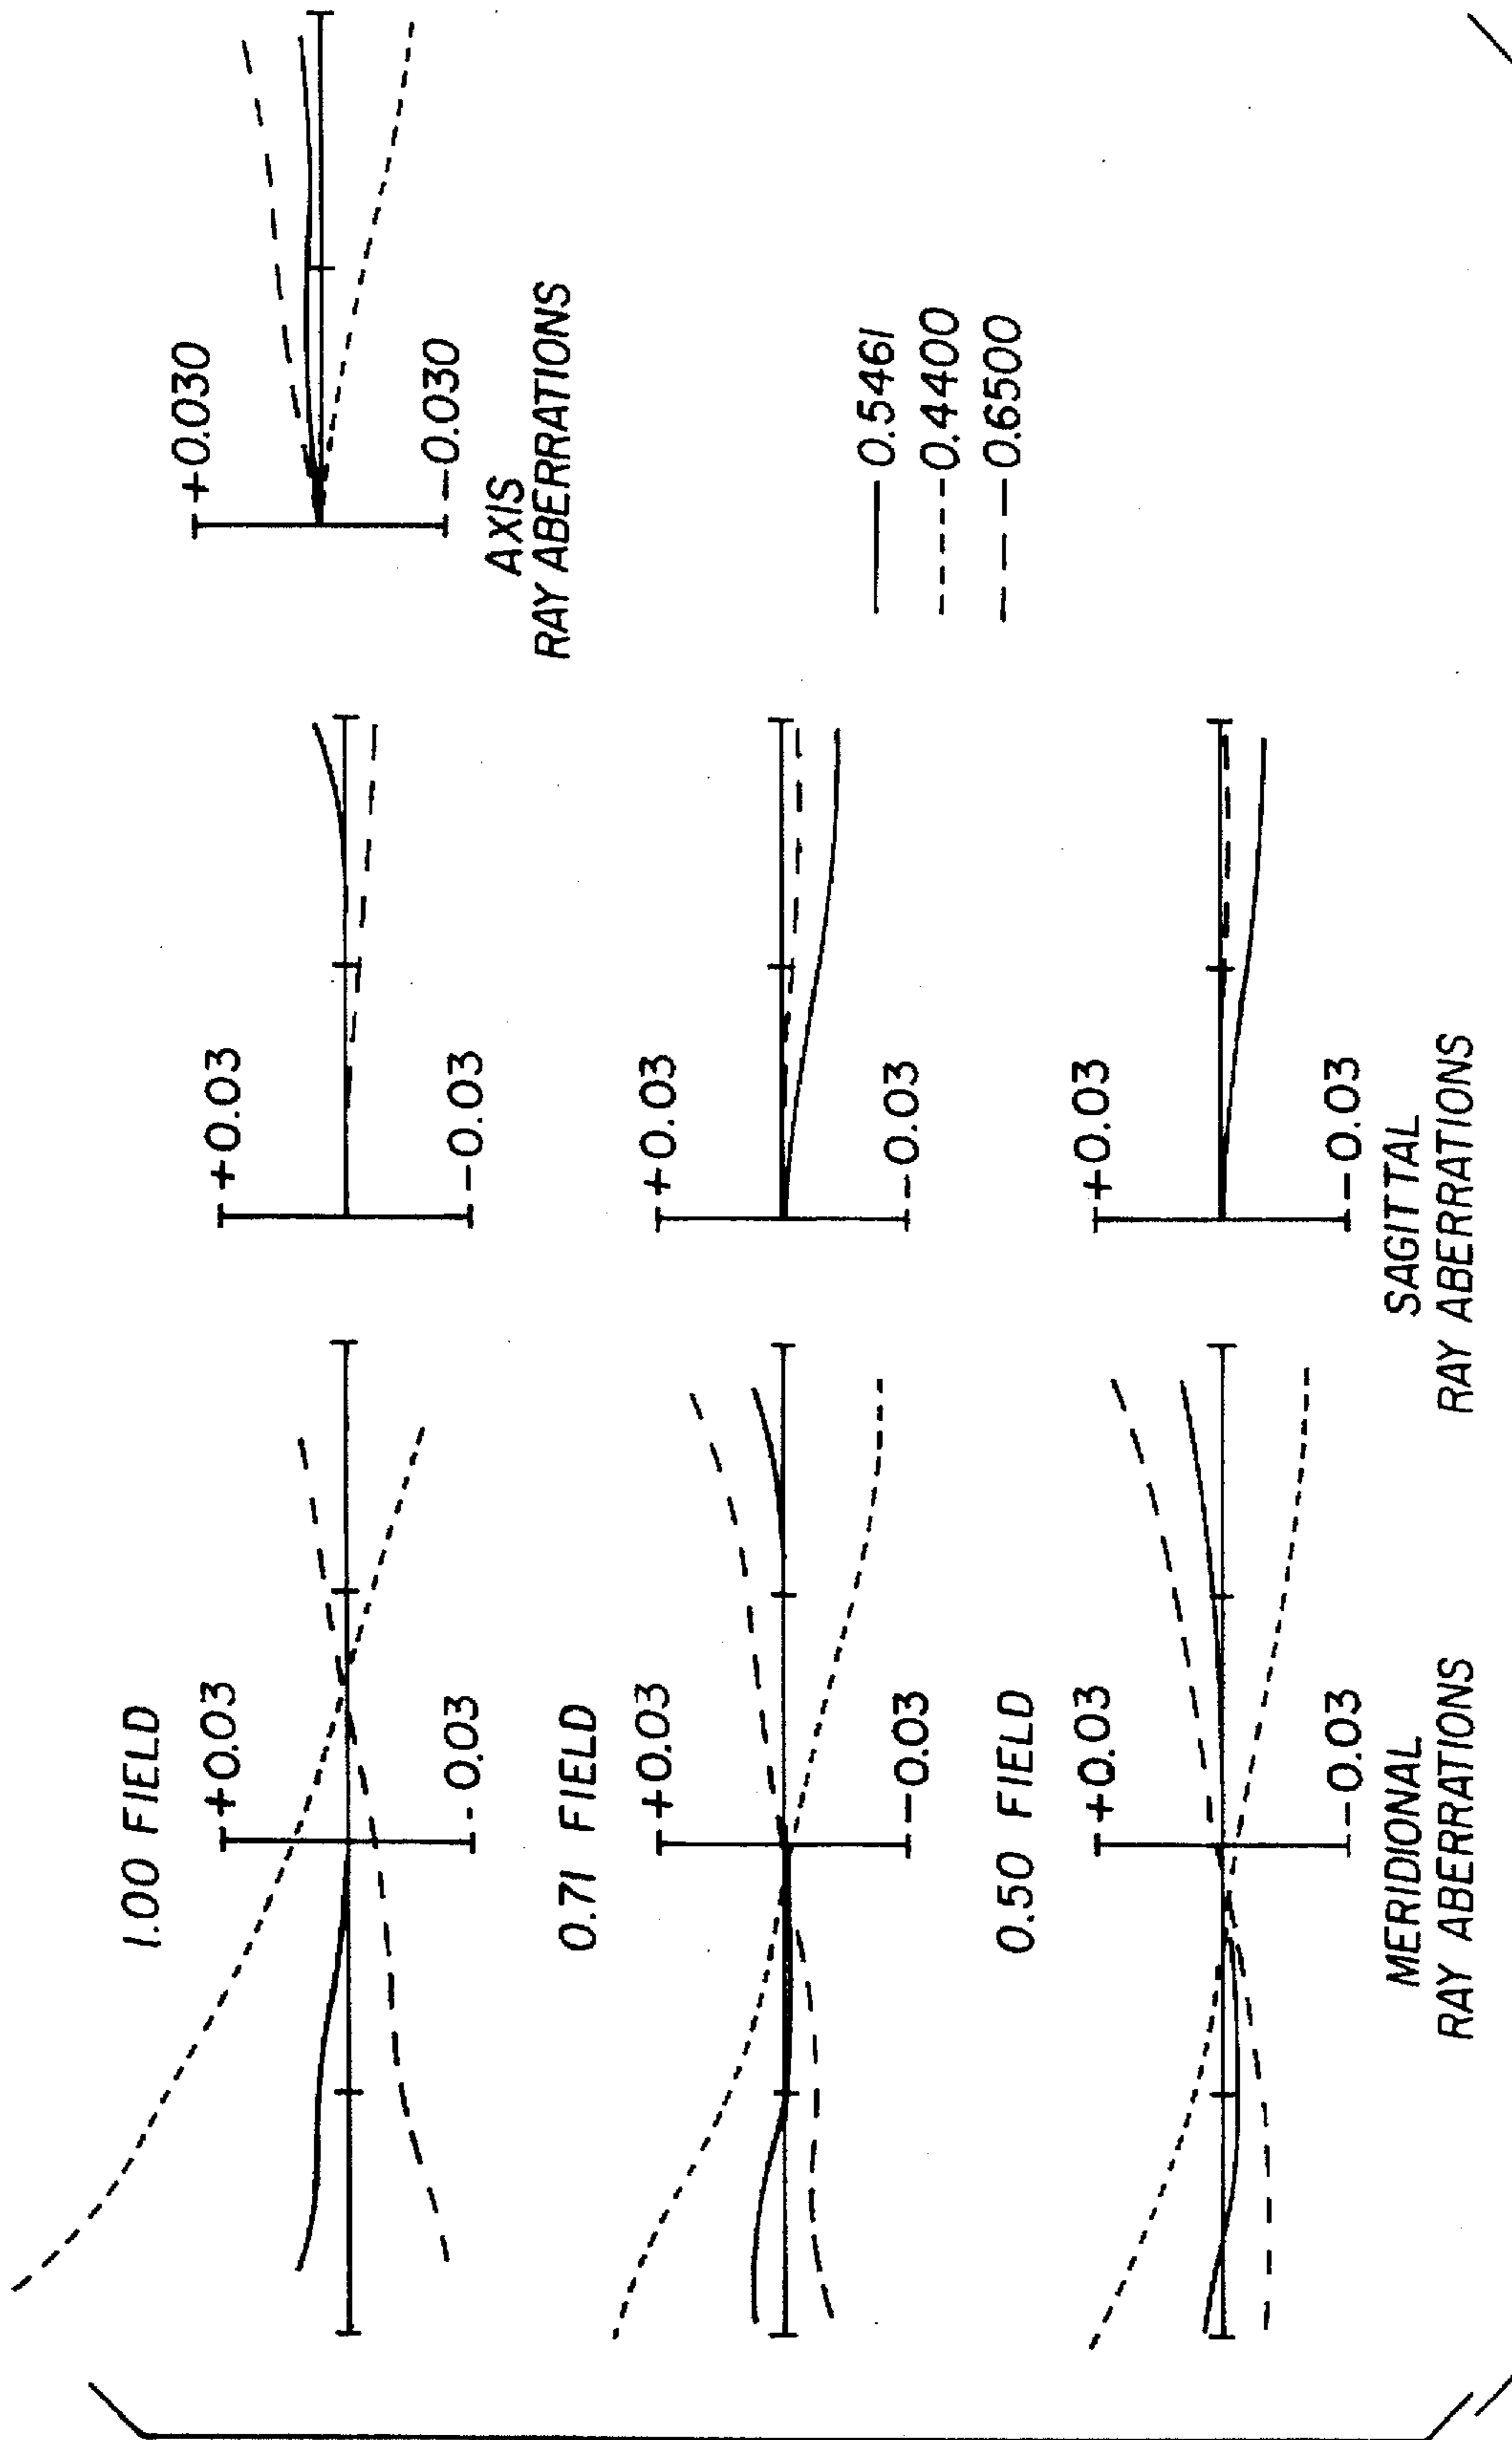 1.00 FIELD
+0.03
-0.03
+0.03
-0.03
+0.030
-0.030
AXIS
RAY ABERRATIONS
0.71 FIELD
+0.03
-0.03
+0.03
-0.03
0.5461
0.4400
0.6500
0.50 FIELD
+0.03
-0.03
+0.03
-0.03
MERIDIONAL
RAY ABERRATIONS
SAGITTAL
RAY ABERRATIONS